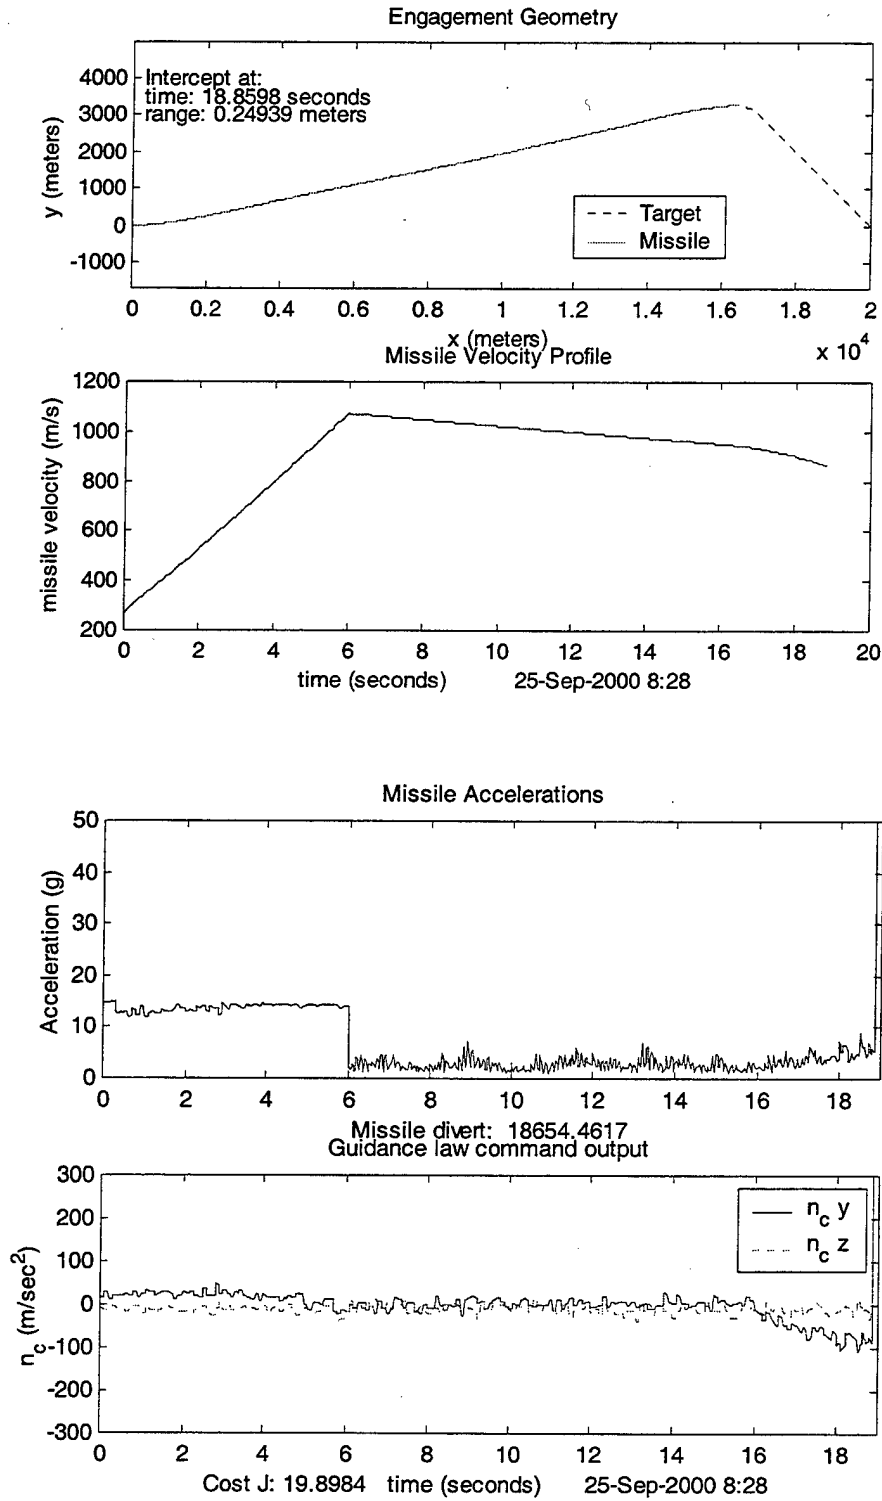 Engagement Geometry
4000
3000
2000
1000
0
-1000
y (meters)
Intercept at:
time: 18.8598 seconds
range: 0.24939 meters
Target
Missile
0 0.2 0.4 0.6 0.8 1 1.2 1.4 1.6 1.8 2
x (meters)
x 10^4
Missile Velocity Profile
1200
1000
800
600
400
200
missile velocity (m/s)
0 2 4 6 8 10 12 14 16 18 20
time (seconds) 25-Sep-2000 8:28
Missile Accelerations
50
40
30
20
10
0
Acceleration (g)
0 2 4 6 8 10 12 14 16 18
Missile divert: 18654.4617
Guidance law command output
300
200
100
0
-100
-200
-300
n_c (m/sec^2)
n_c y
n_c z
0 2 4 6 8 10 12 14 16 18
Cost J: 19.8984 time (seconds) 25-Sep-2000 8:28